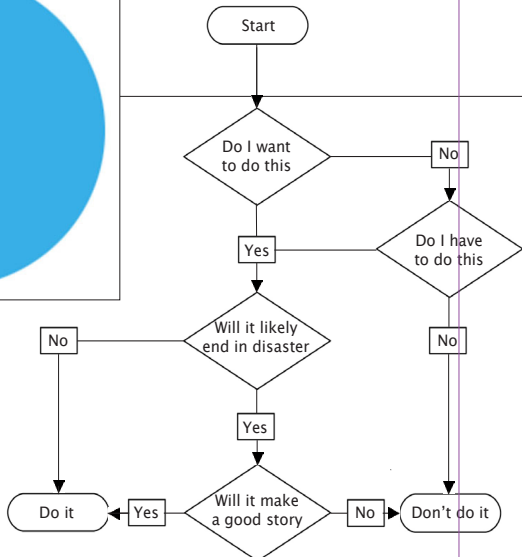 Start
Do I want
to do this
No
Yes
Do I have
to do this
Will it likely
end in disaster
No
No
Yes
Will it make
a good story
Do it
Yes
No
Don't do it